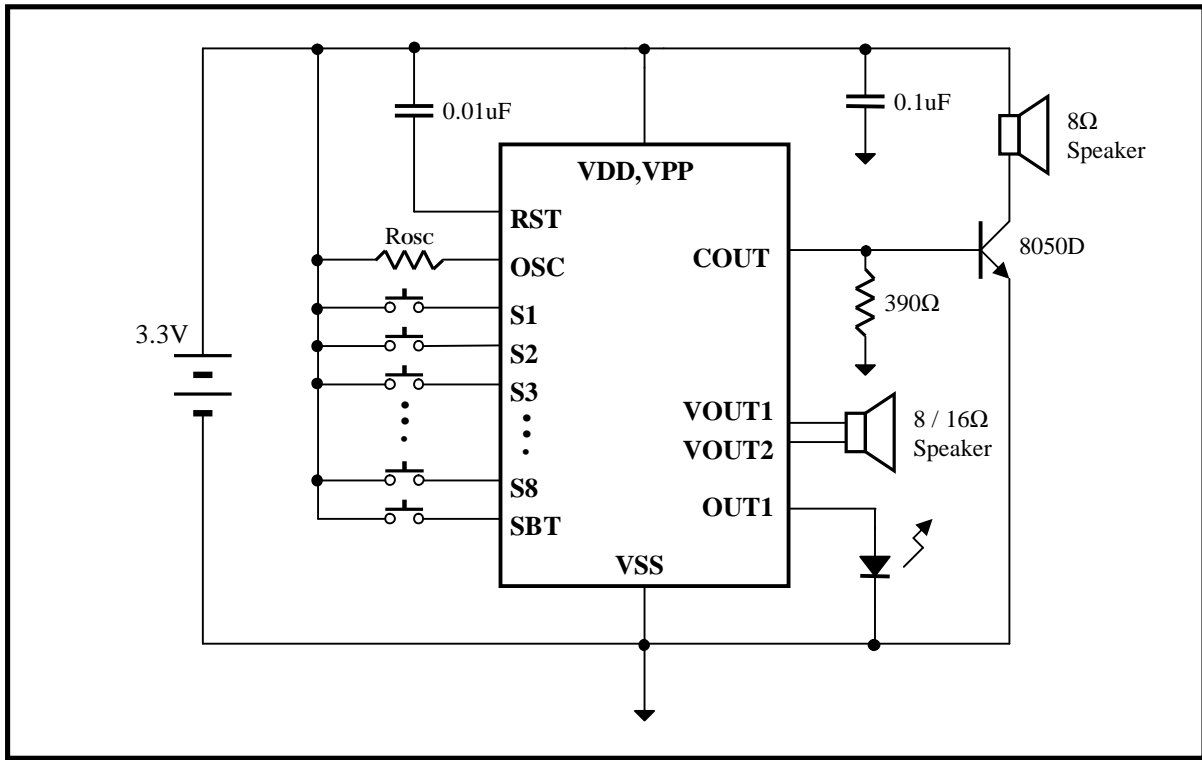 0.01uF
0.1uF
8Ω
Speaker
VDD,VPP
RST
Rosc
OSC
COUT
8050D
S1
390Ω
3.3V
S2
S3
VOUT1
8 / 16Ω
VOUT2
Speaker
S8
OUT1
SBT
VSS